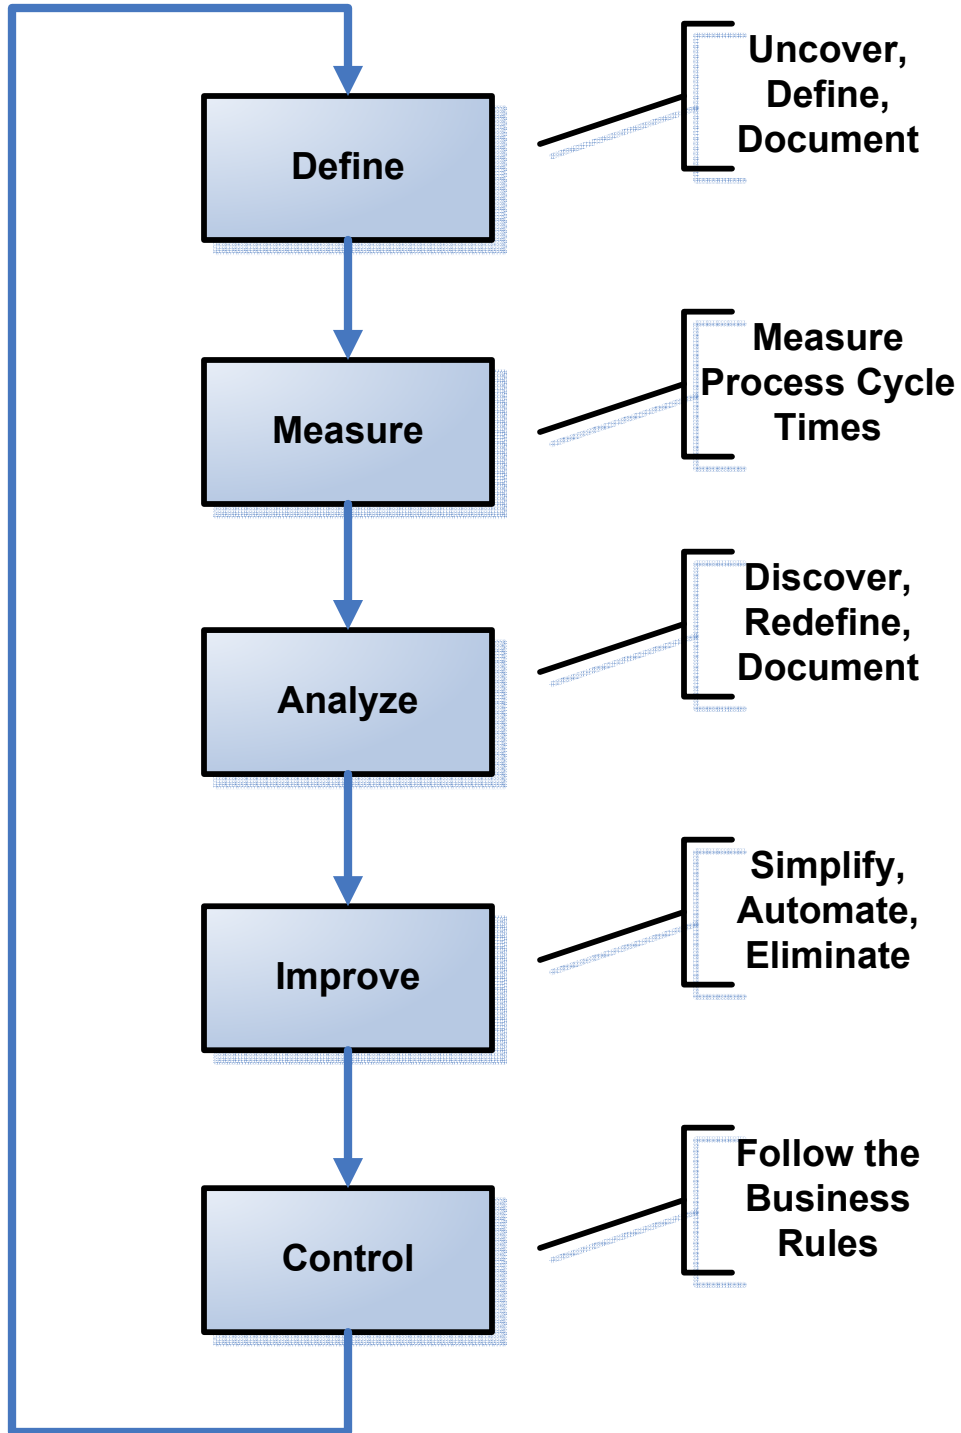 Define
Uncover,
Define,
Document
Measure
Measure
Process Cycle
Times
Analyze
Discover,
Redefine,
Document
Improve
Simplify,
Automate,
Eliminate
Control
Follow the
Business
Rules